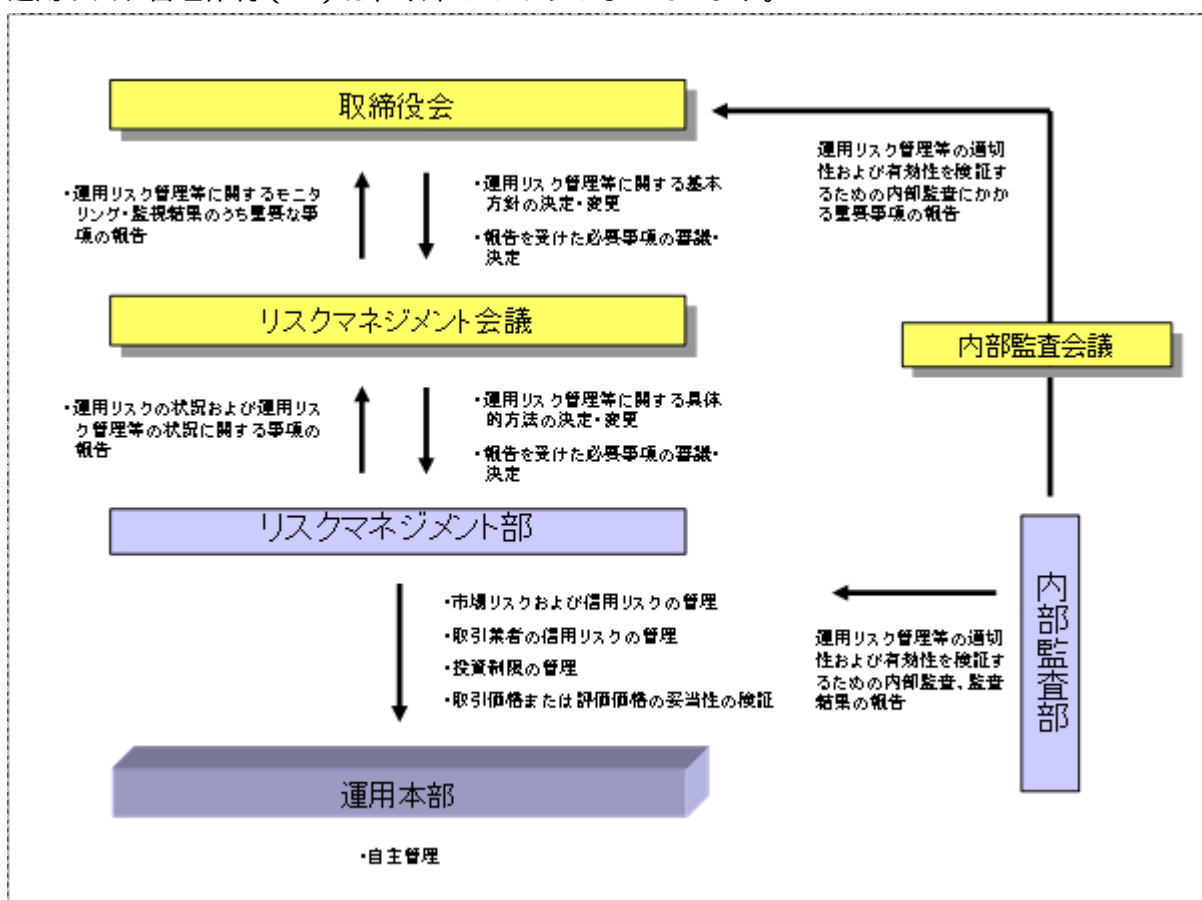 取締役会
・運用リスク管理等に関するモニ
タリング・監視結果のうち重要な事
項の報告
・運用リスク管理等に関する基本
方針の決定・変更
・報告を受けた必要事項の審議・
決定
運用リスク管理等の適切
性および有効性を検証す
るための内部監査にかか
る重要事項の報告
リスクマネジメント会議
内部監査会議
・運用リスクの状況および運用リス
ク管理等の状況に関する事項の
報告
・運用リスク管理等に関する具体
的方法の決定・変更
・報告を受けた必要事項の審議・
決定
リスクマネジメント部
・市場リスクおよび信用リスクの管理
・取引業者の信用リスクの管理
・投資制限の管理
・取引価格または評価価格の妥当性の検証
運用リスク管理等の適切
性および有効性を検証す
るための内部監査、監査
結果の報告
内部監査部
運用本部
・自主管理